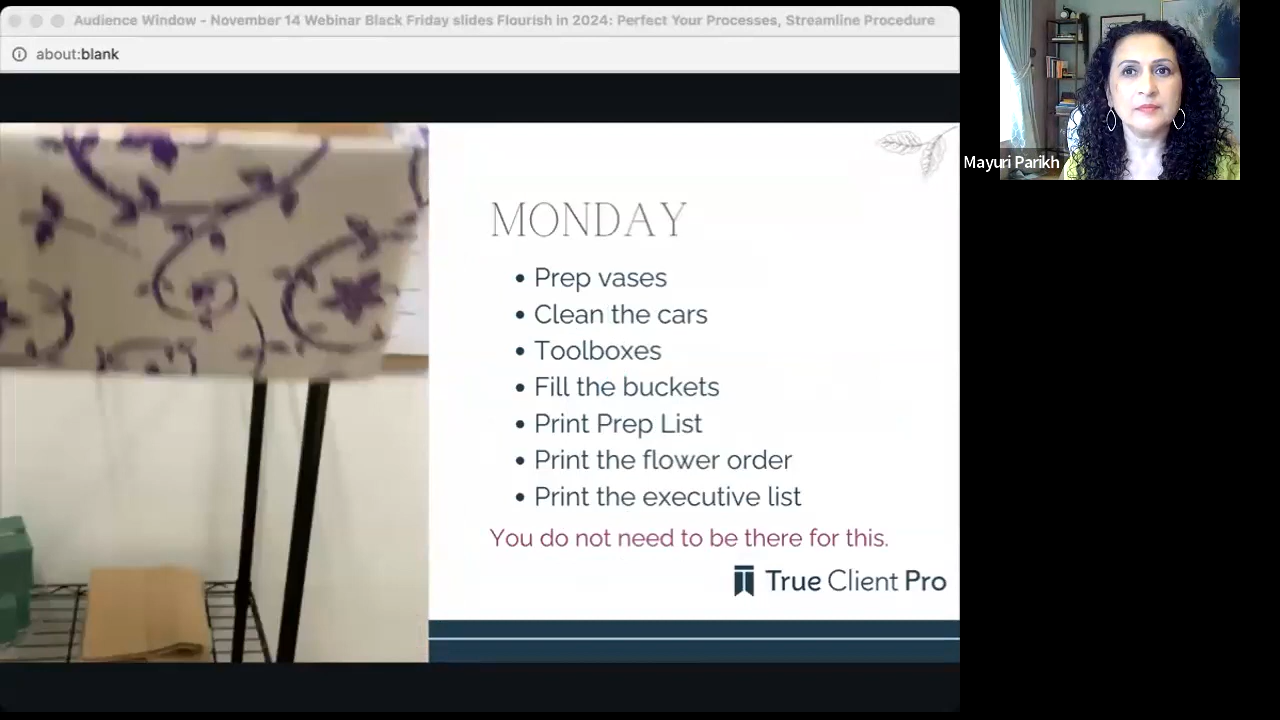 Audience Window - November 14 Webinar Black Friday slides Flourish in 2024: Perfect Your Processes, Streamline Procedure
about:blank
Mayuri Parikh
MONDAY
• Prep vases
• Clean the cars
• Toolboxes
• Fill the buckets
• Print Prep List
• Print the flower order
• Print the executive list
You do not need to be there for this.
True Client Pro